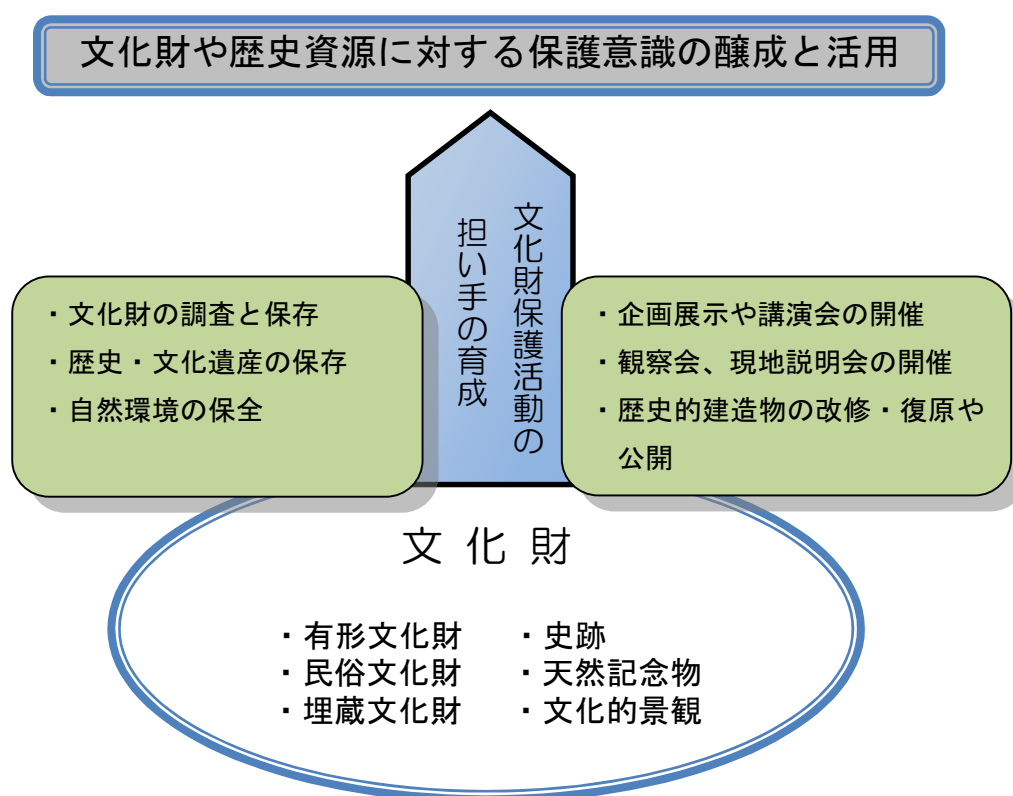 文化財や歴史資源に対する保護意識の醸成と活用
文化財保護活動の
担い手の育成
・文化財の調査と保存
・歴史・文化遺産の保存
・自然環境の保全
・企画展示や講演会の開催
・観察会、現地説明会の開催
・歴史的建造物の改修・復原や
公開
文化財
・有形文化財
・民俗文化財
・埋蔵文化財
・史跡
・天然記念物
・文化的景観